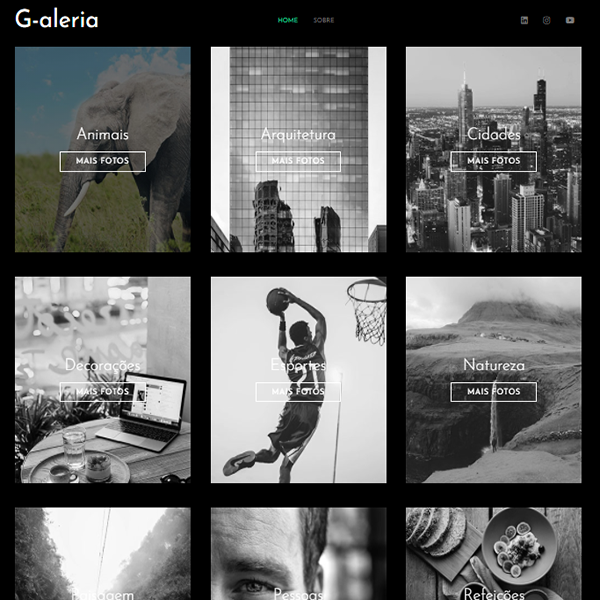 G-aleria
HOME SOBRE
Animais
MAIS FOTOS
Arquitetura
MAIS FOTOS
Cidades
MAIS FOTOS
Decorações
MAIS FOTOS
Esportes
21
MAIS FOTOS
Natureza
MAIS FOTOS
Paisagem
Pessoas
Refeições